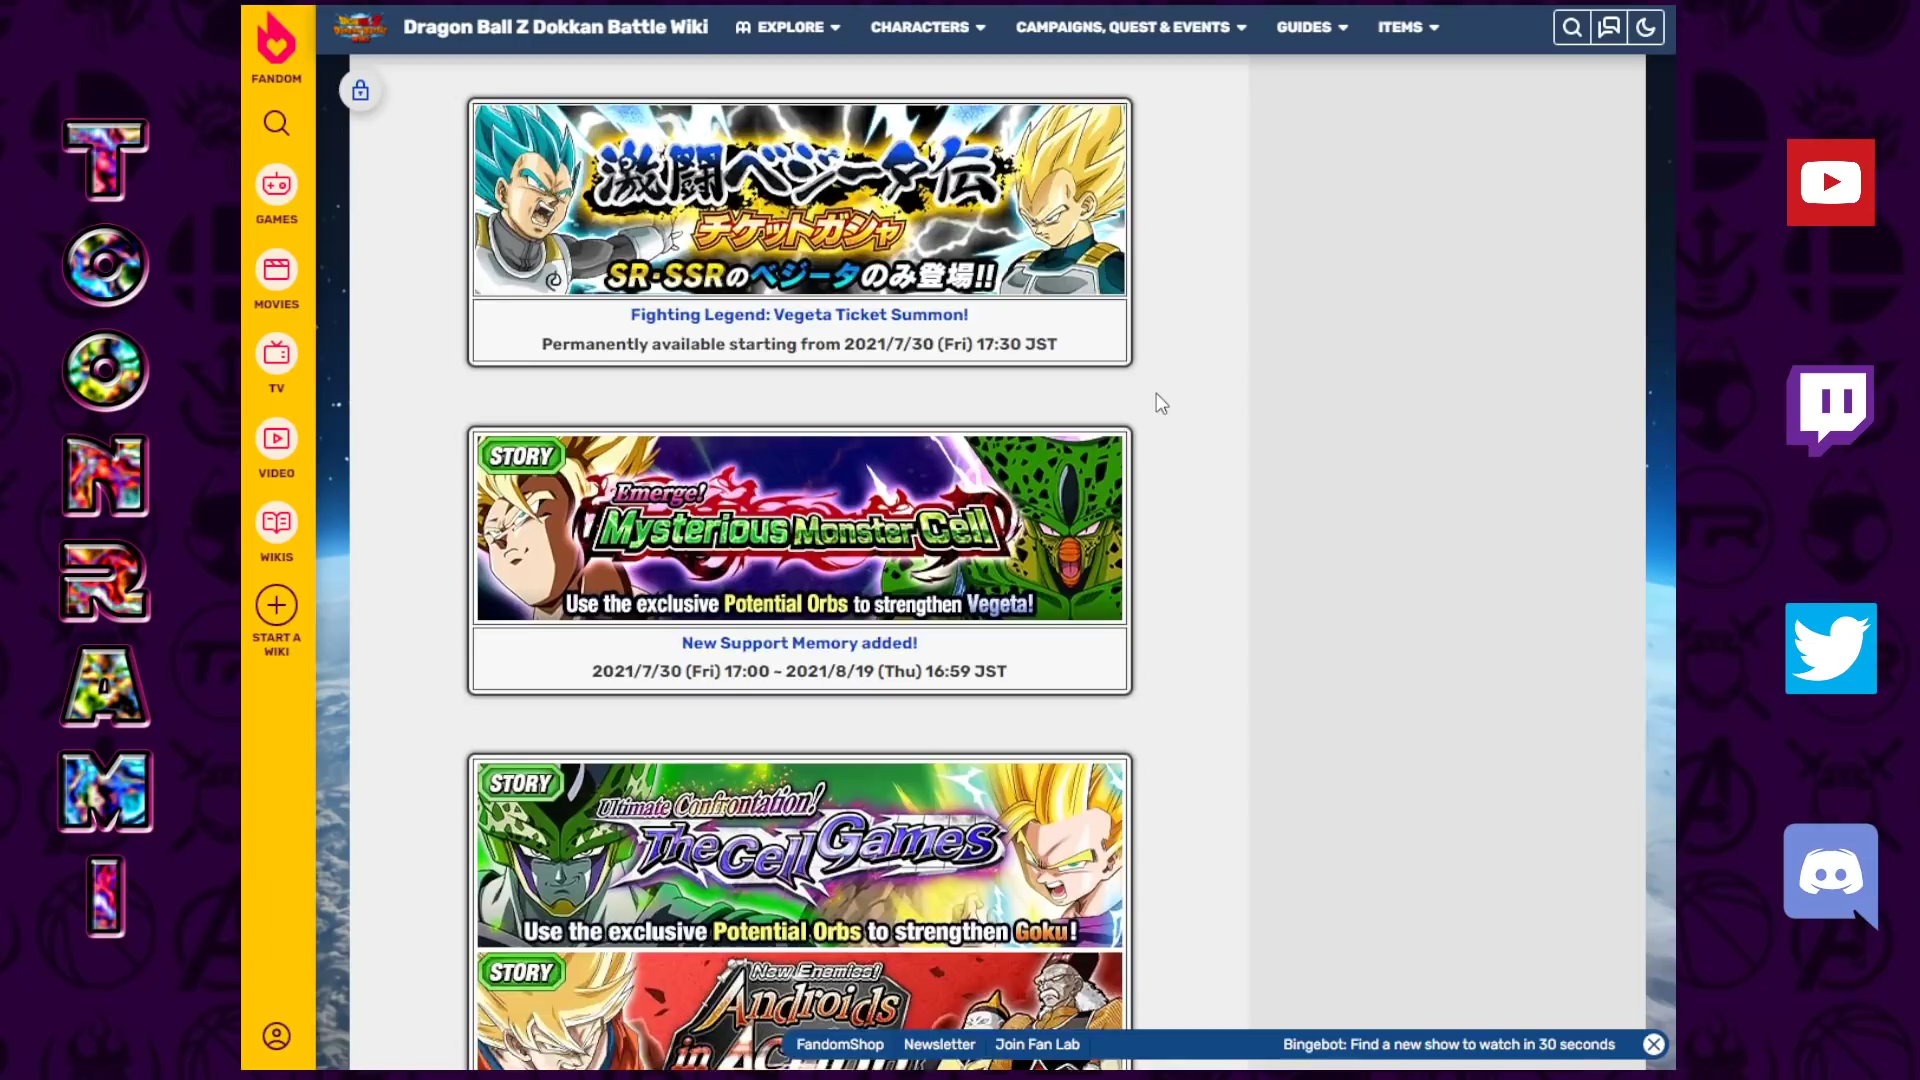 TOONRAMI
FANDOM
GAMES
MOVIES
TV
VIDEO
WIKIS
START A
WIKI
Dragon Ball Z Dokkan Battle Wiki
EXPLORE
CHARACTERS
CAMPAIGNS, QUEST & EVENTS
GUIDES
ITEMS
激闘ベジータ伝
チケットガシャ
SR・SSRのベジータのみ登場!!
Fighting Legend: Vegeta Ticket Summon!
Permanently available starting from 2021/7/30 (Fri) 17:30 JST
STORY
Emerge!
Mysterious Monster Cell
Use the exclusive Potential Orbs to strengthen Vegeta!
New Support Memory added!
2021/7/30 (Fri) 17:00 ~ 2021/8/19 (Thu) 16:59 JST
STORY
Ultimate Confrontation!
The Cell Games
Use the exclusive Potential Orbs to strengthen Goku!
STORY
New Enemies!
Androids
in Action
FandomShop
Newsletter
Join Fan Lab
Bingebot: Find a new show to watch in 30 seconds